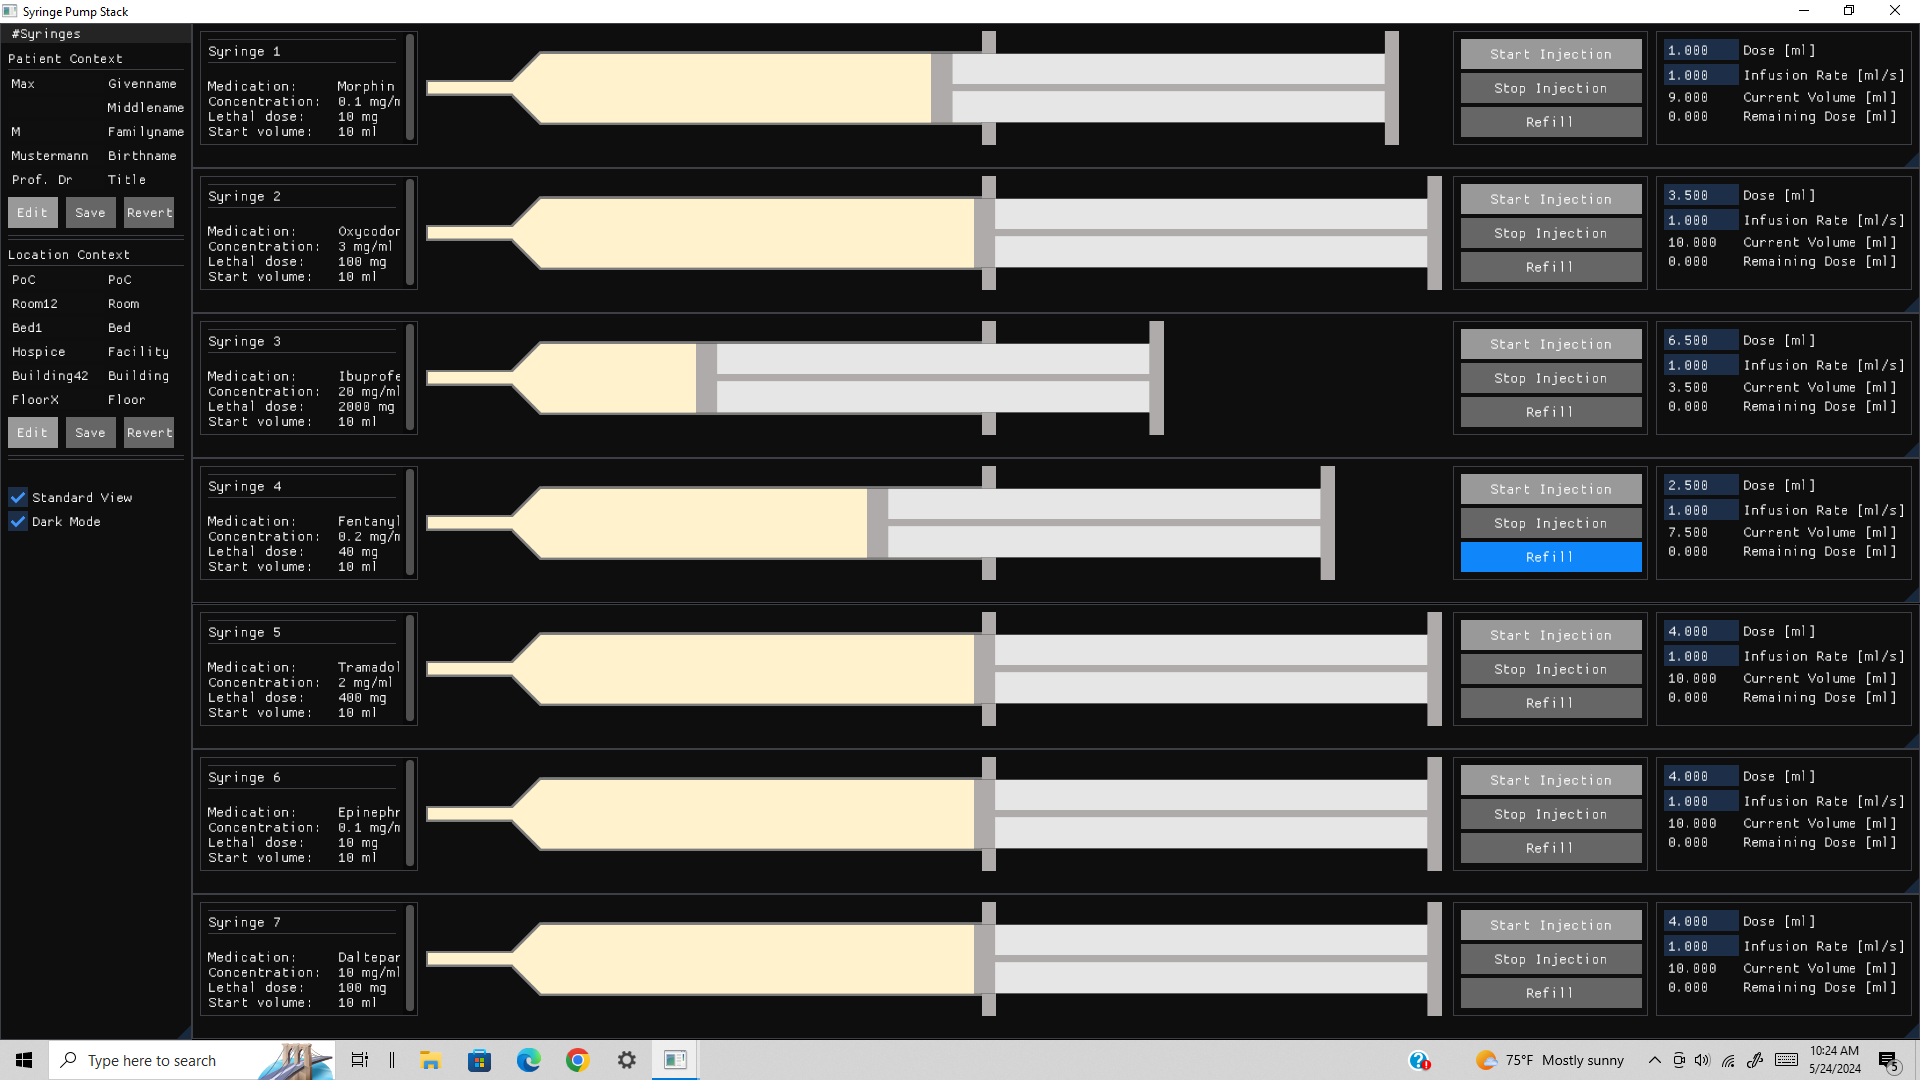 Syringe Pump Stack
#Syringes
Patient Context
Max Givenname
Middlename
M Familyname
Mustermann Birthname
Prof. Dr Title
Edit Save Revert
Location Context
PoC PoC
Room12 Room
Bed1 Bed
Hospice Facility
Building42 Building
FloorX Floor
Edit Save Revert
Standard View
Dark Mode
Syringe 1
Medication: Morphin
Concentration: 0.1 mg/m
Lethal dose: 10 mg
Start volume: 10 ml
Start Injection
Stop Injection
Refill
1.000 Dose [ml]
1.000 Infusion Rate [ml/s]
9.000 Current Volume [ml]
0.000 Remaining Dose [ml]
Syringe 2
Medication: Oxycodor
Concentration: 3 mg/ml
Lethal dose: 100 mg
Start volume: 10 ml
Start Injection
Stop Injection
Refill
3.500 Dose [ml]
1.000 Infusion Rate [ml/s]
10.000 Current Volume [ml]
0.000 Remaining Dose [ml]
Syringe 3
Medication: Ibuprofe
Concentration: 20 mg/ml
Lethal dose: 2000 mg
Start volume: 10 ml
Start Injection
Stop Injection
Refill
6.500 Dose [ml]
1.000 Infusion Rate [ml/s]
3.500 Current Volume [ml]
0.000 Remaining Dose [ml]
Syringe 4
Medication: Fentanyl
Concentration: 0.2 mg/m
Lethal dose: 40 mg
Start volume: 10 ml
Start Injection
Stop Injection
Refill
2.500 Dose [ml]
1.000 Infusion Rate [ml/s]
7.500 Current Volume [ml]
0.000 Remaining Dose [ml]
Syringe 5
Medication: Tramadol
Concentration: 2 mg/ml
Lethal dose: 400 mg
Start volume: 10 ml
Start Injection
Stop Injection
Refill
4.000 Dose [ml]
1.000 Infusion Rate [ml/s]
10.000 Current Volume [ml]
0.000 Remaining Dose [ml]
Syringe 6
Medication: Epinephr
Concentration: 0.1 mg/m
Lethal dose: 10 mg
Start volume: 10 ml
Start Injection
Stop Injection
Refill
4.000 Dose [ml]
1.000 Infusion Rate [ml/s]
10.000 Current Volume [ml]
0.000 Remaining Dose [ml]
Syringe 7
Medication: Daltepar
Concentration: 10 mg/ml
Lethal dose: 100 mg
Start volume: 10 ml
Start Injection
Stop Injection
Refill
4.000 Dose [ml]
1.000 Infusion Rate [ml/s]
10.000 Current Volume [ml]
0.000 Remaining Dose [ml]
Type here to search
75°F Mostly sunny
10:24 AM
5/24/2024
5